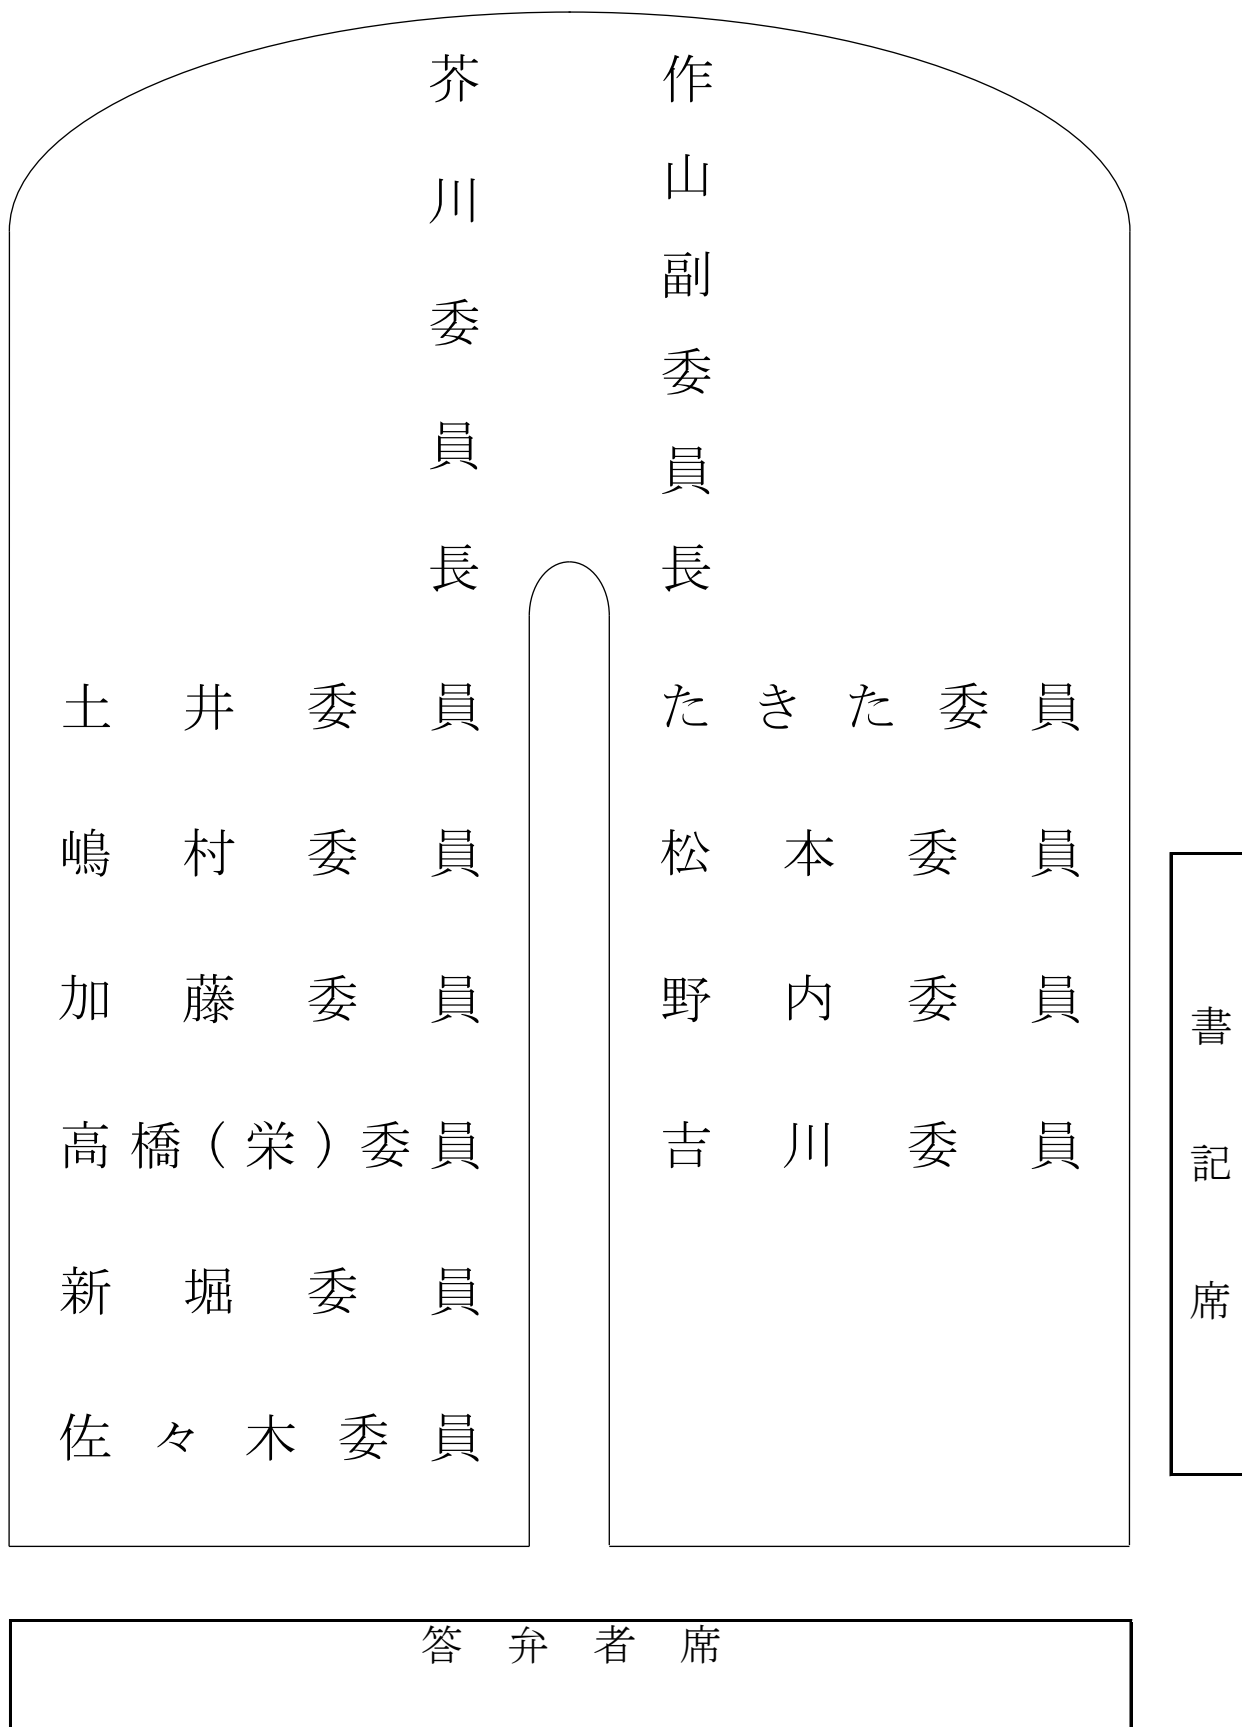 芥川委員長
作山副委員長
土井委員
たきた委員
嶋村委員
松本委員
加藤委員
野内委員
高橋(栄)委員
吉川委員
新堀委員
佐々木委員
書記席
答弁者席